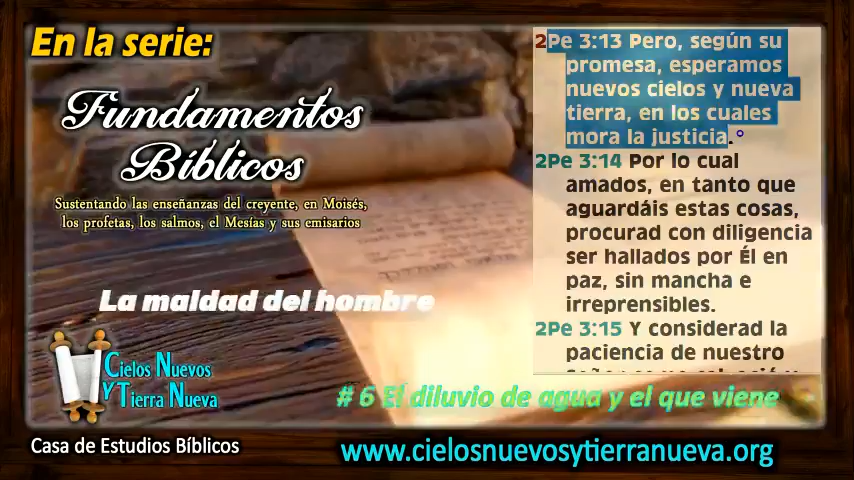 En la serie:
Fundamentos
Bíblicos
Sustentando las enseñanzas del creyente, en Moisés,
los profetas, los salmos, el Mesías y sus emisarios
La maldad del hombre
Cielos Nuevos
Y Tierra Nueva
Casa de Estudios Bíblicos
2Pe 3:13 Pero, según su
promesa, esperamos
nuevos cielos y nueva
tierra, en los cuales
mora la justicia.°
2Pe 3:14 Por lo cual
amados, en tanto que
aguardáis estas cosas,
procurad con diligencia
ser hallados por Él en
paz, sin mancha e
irreprensibles.
2Pe 3:15 Y considerad la
paciencia de nuestro
# 6 El diluvio de agua y el que viene
www.cielosnuevosytierranueva.org